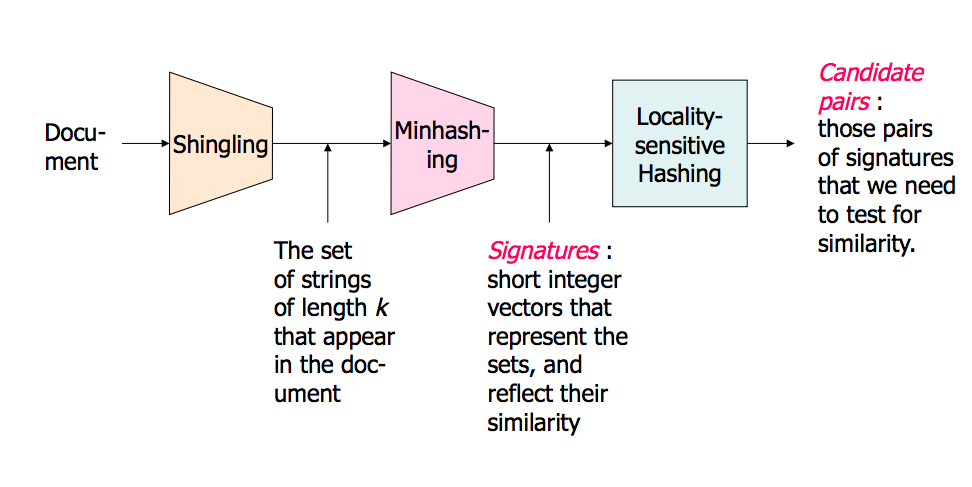 Docu-
ment
Shingling
The set
of strings
of length k
that appear
in the doc-
ument
Minhash-
ing
Signatures :
short integer
vectors that
represent the
sets, and
reflect their
similarity
Locality-
sensitive
Hashing
Candidate
pairs :
those pairs
of signatures
that we need
to test for
similarity.